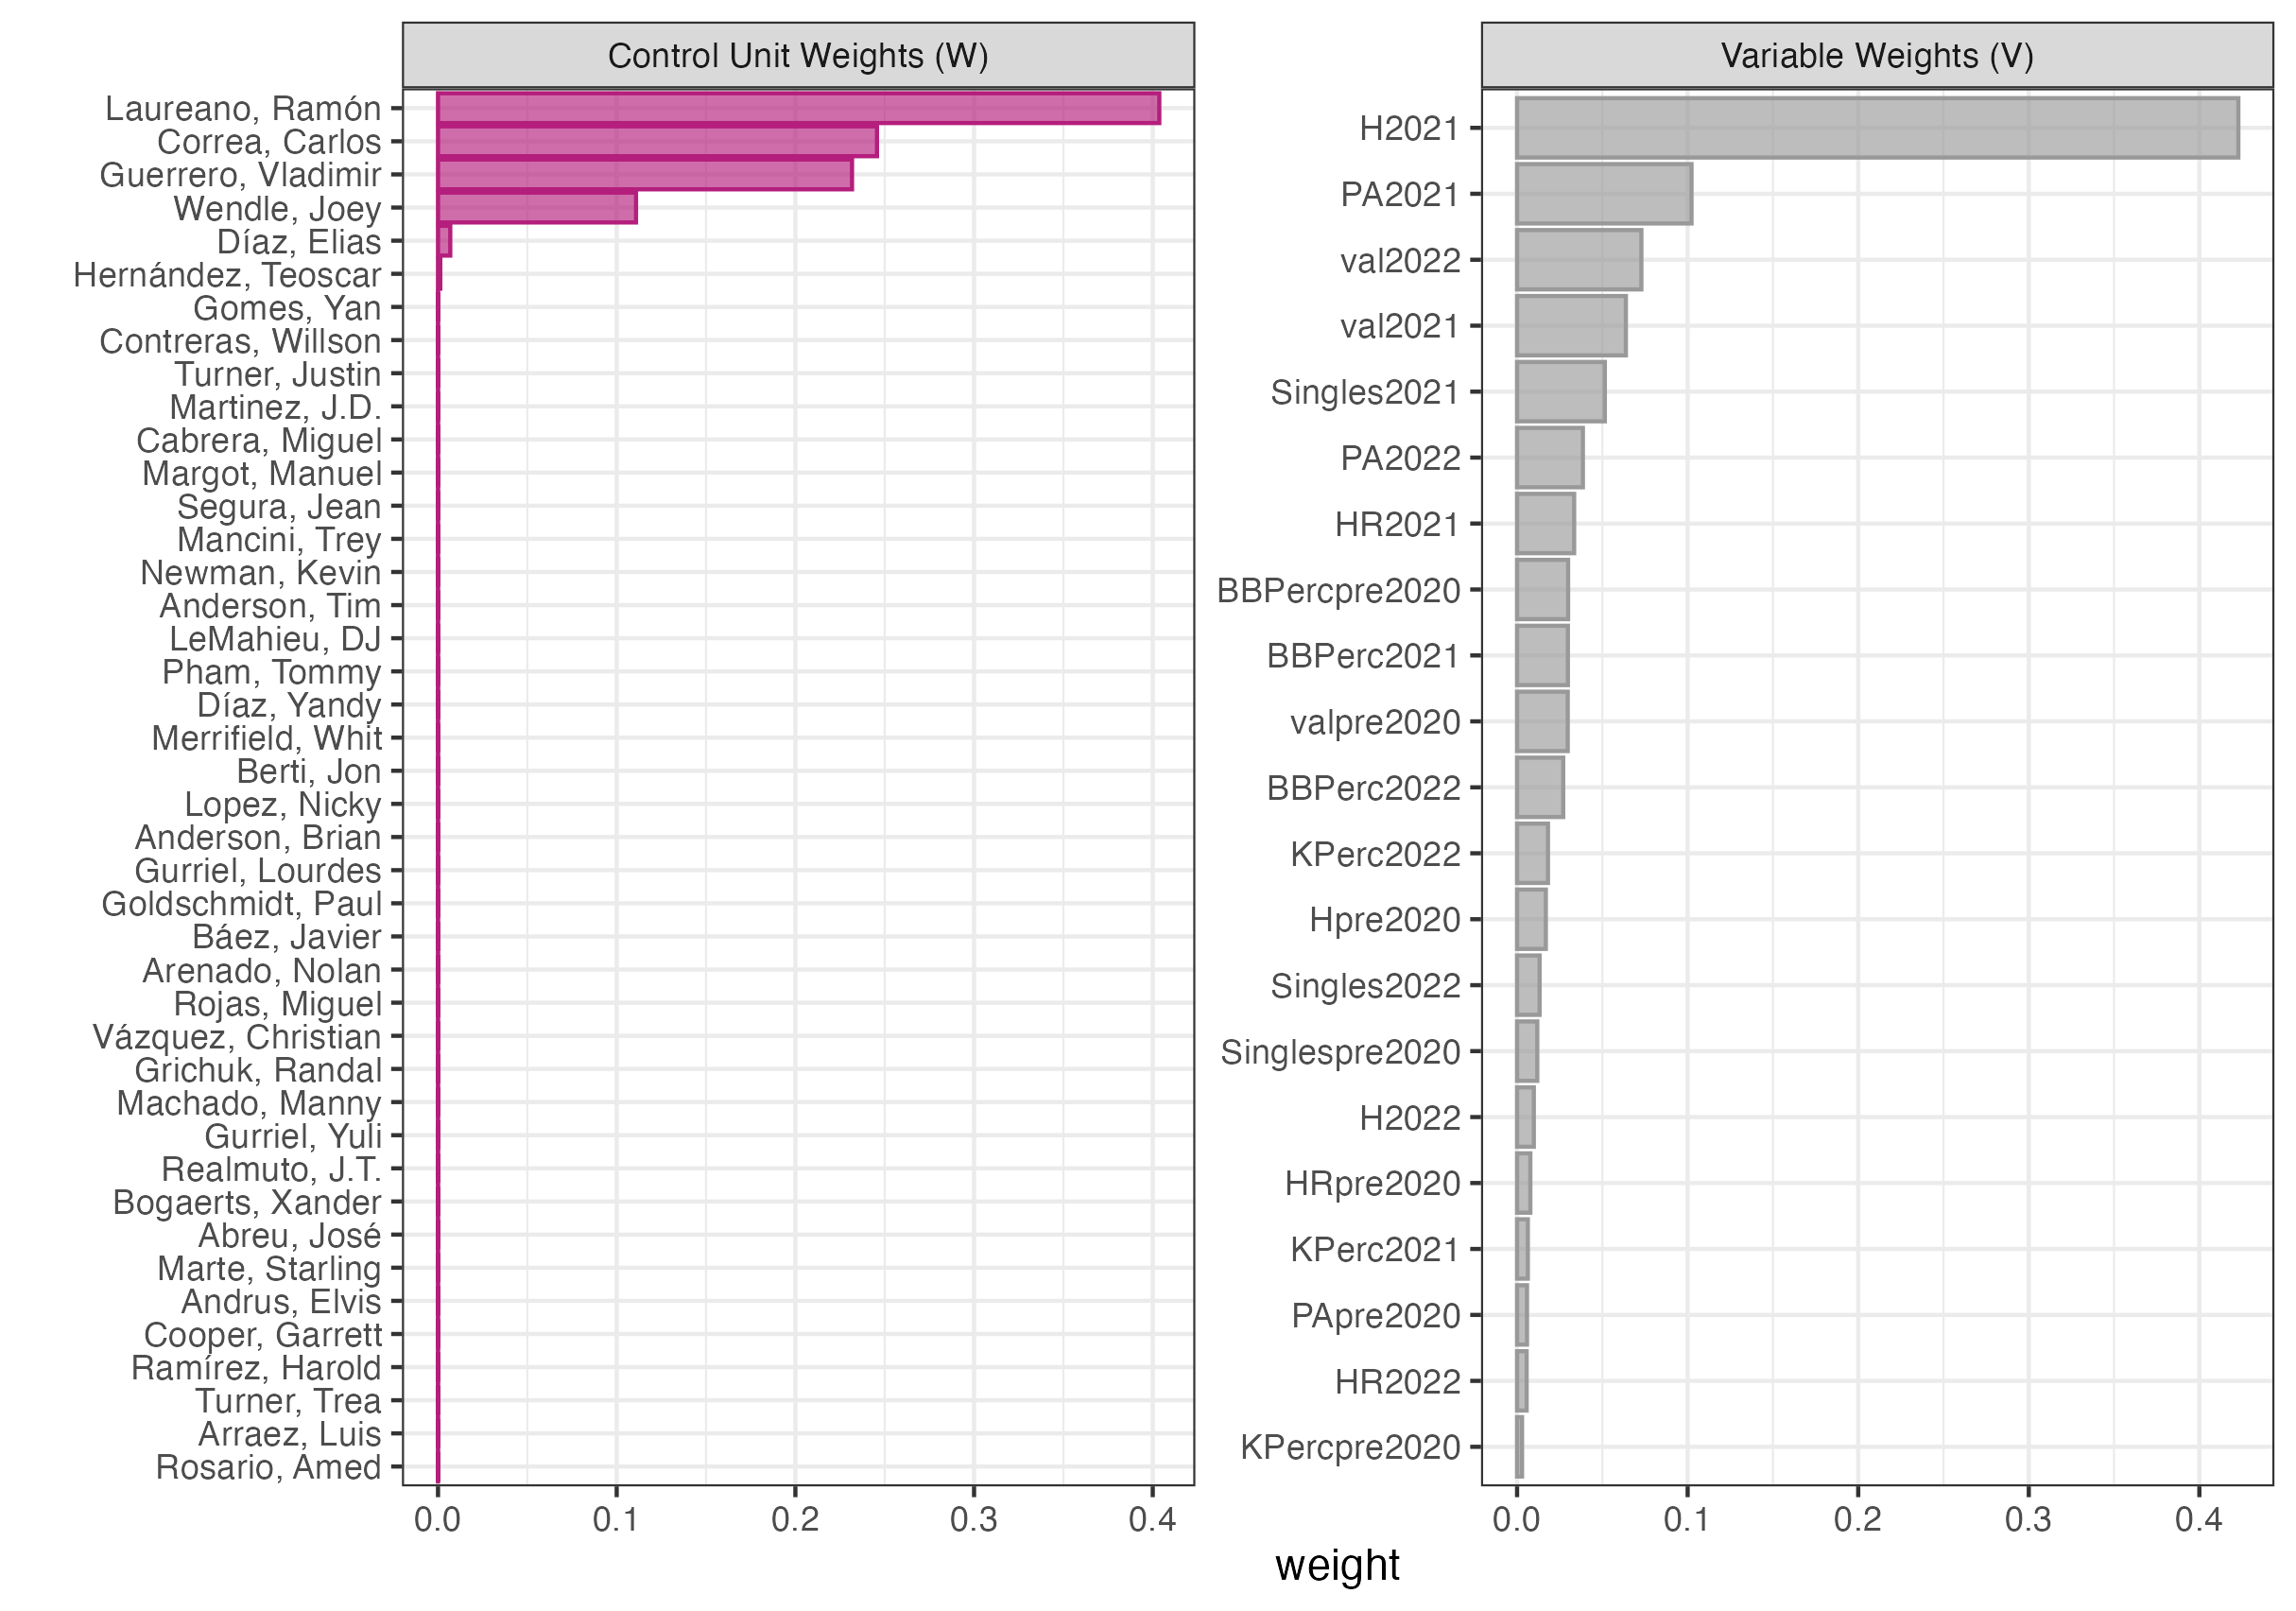 Control Unit Weights (W)
Laureano, Ramón
Correa, Carlos
Guerrero, Vladimir
Wendle, Joey
Díaz, Elias
Hernández, Teoscar
Gomes, Yan
Contreras, Willson
Turner, Justin
Martinez, J.D.
Cabrera, Miguel
Margot, Manuel
Segura, Jean
Mancini, Trey
Newman, Kevin
Anderson, Tim
LeMahieu, DJ
Pham, Tommy
Díaz, Yandy
Merrifield, Whit
Berti, Jon
Lopez, Nicky
Anderson, Brian
Gurriel, Lourdes
Goldschmidt, Paul
Báez, Javier
Arenado, Nolan
Rojas, Miguel
Vázquez, Christian
Grichuk, Randal
Machado, Manny
Gurriel, Yuli
Realmuto, J.T.
Bogaerts, Xander
Abreu, José
Marte, Starling
Andrus, Elvis
Cooper, Garrett
Ramírez, Harold
Turner, Trea
Arraez, Luis
Rosario, Amed
0.0 0.1 0.2 0.3 0.4
Variable Weights (V)
H2021
PA2021
val2022
val2021
Singles2021
PA2022
HR2021
BBPercpre2020
BBPerc2021
valpre2020
BBPerc2022
KPerc2022
Hpre2020
Singles2022
Singlespre2020
H2022
HRpre2020
KPerc2021
PApre2020
HR2022
KPercpre2020
0.0 0.1 0.2 0.3 0.4
weight